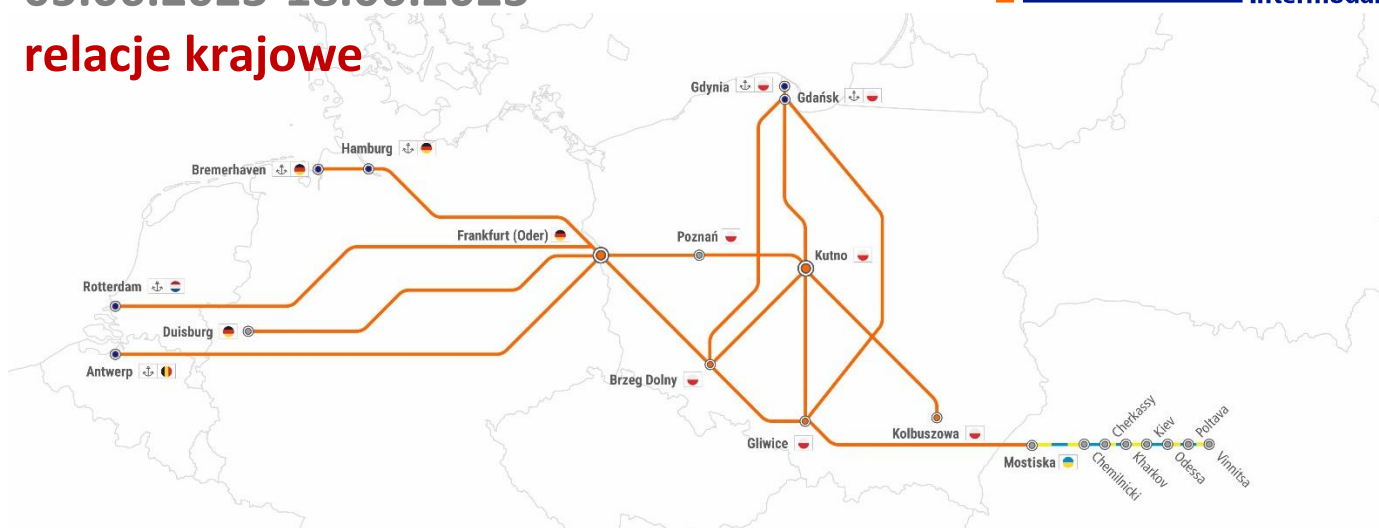 relacje krajowe
Gdynia
Gdańsk
Hamburg
Bremerhaven
Frankfurt (Oder)
Poznań
Kutno
Rotterdam
Duisburg
Antwerp
Brzeg Dolny
Gliwice
Kolbuszowa
Mostiska
Chemilnicki
Cherkassy
Kharkov
Kiev
Odessa
Poltava
Vinnitsa